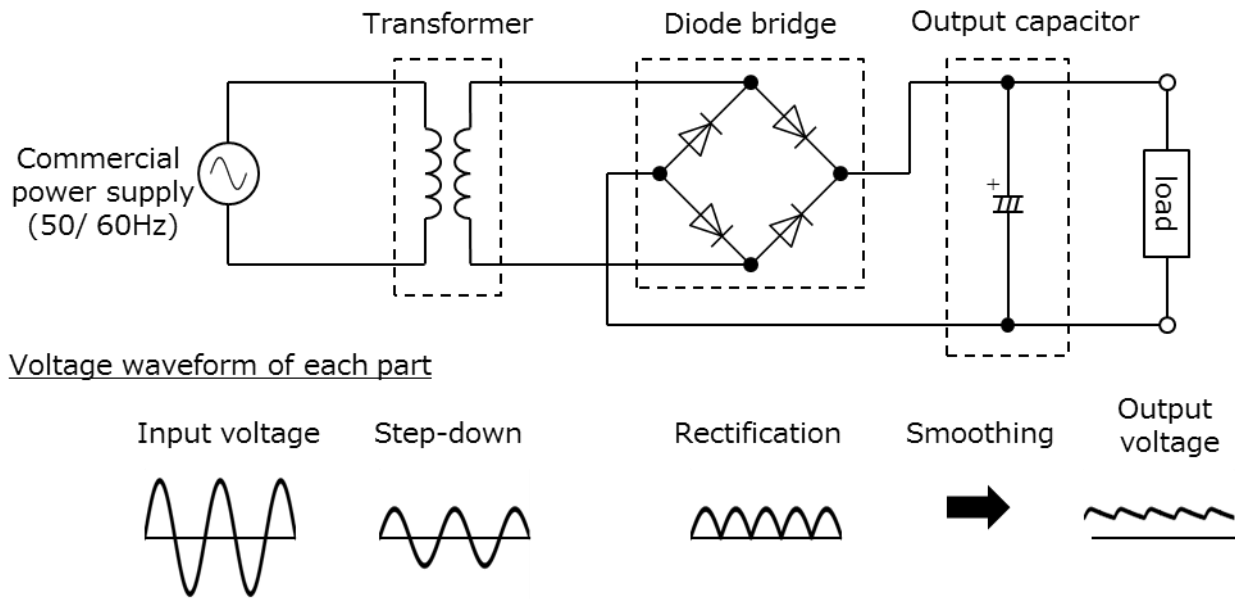 Transformer
Diode bridge
Output capacitor
Commercial
power supply
(50/ 60Hz)
+
load
Voltage waveform of each part
Input voltage
Step-down
Rectification
Smoothing
Output
voltage